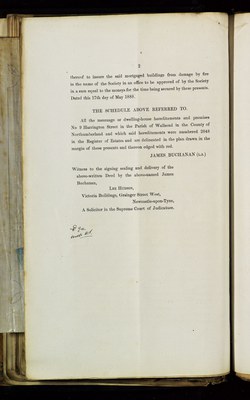 2
thereof to insure the said mortgaged buildings from damage by fire
in the name of the Society in an office to be approved of by the Society
in a sum equal to the moneys for the time being secured by these presents.
Dated this 17th day of May
THE SCHEDULE ABOVE REFERRED TO.
All the messuage or dwelling-house hereditaments and premises
No 9 Harrington Street in the Parish of Wallsend in the County of
Northumberland and which said hereditaments were numbered 2948
in the Register of Estates and are delineated in the plan drawn in the
margin of these presents and thereon edged with red.
JAMES BUCHANAN (L.S.)
Witness to the signing sealing and delivery of the
above-written Deed by the above-named James
Buchanan,
Lee
Victoria Buildings, Grainger Street West,
Newcastle-upon-Tyne,
A Solicitor in the Supreme Court of Judicature.